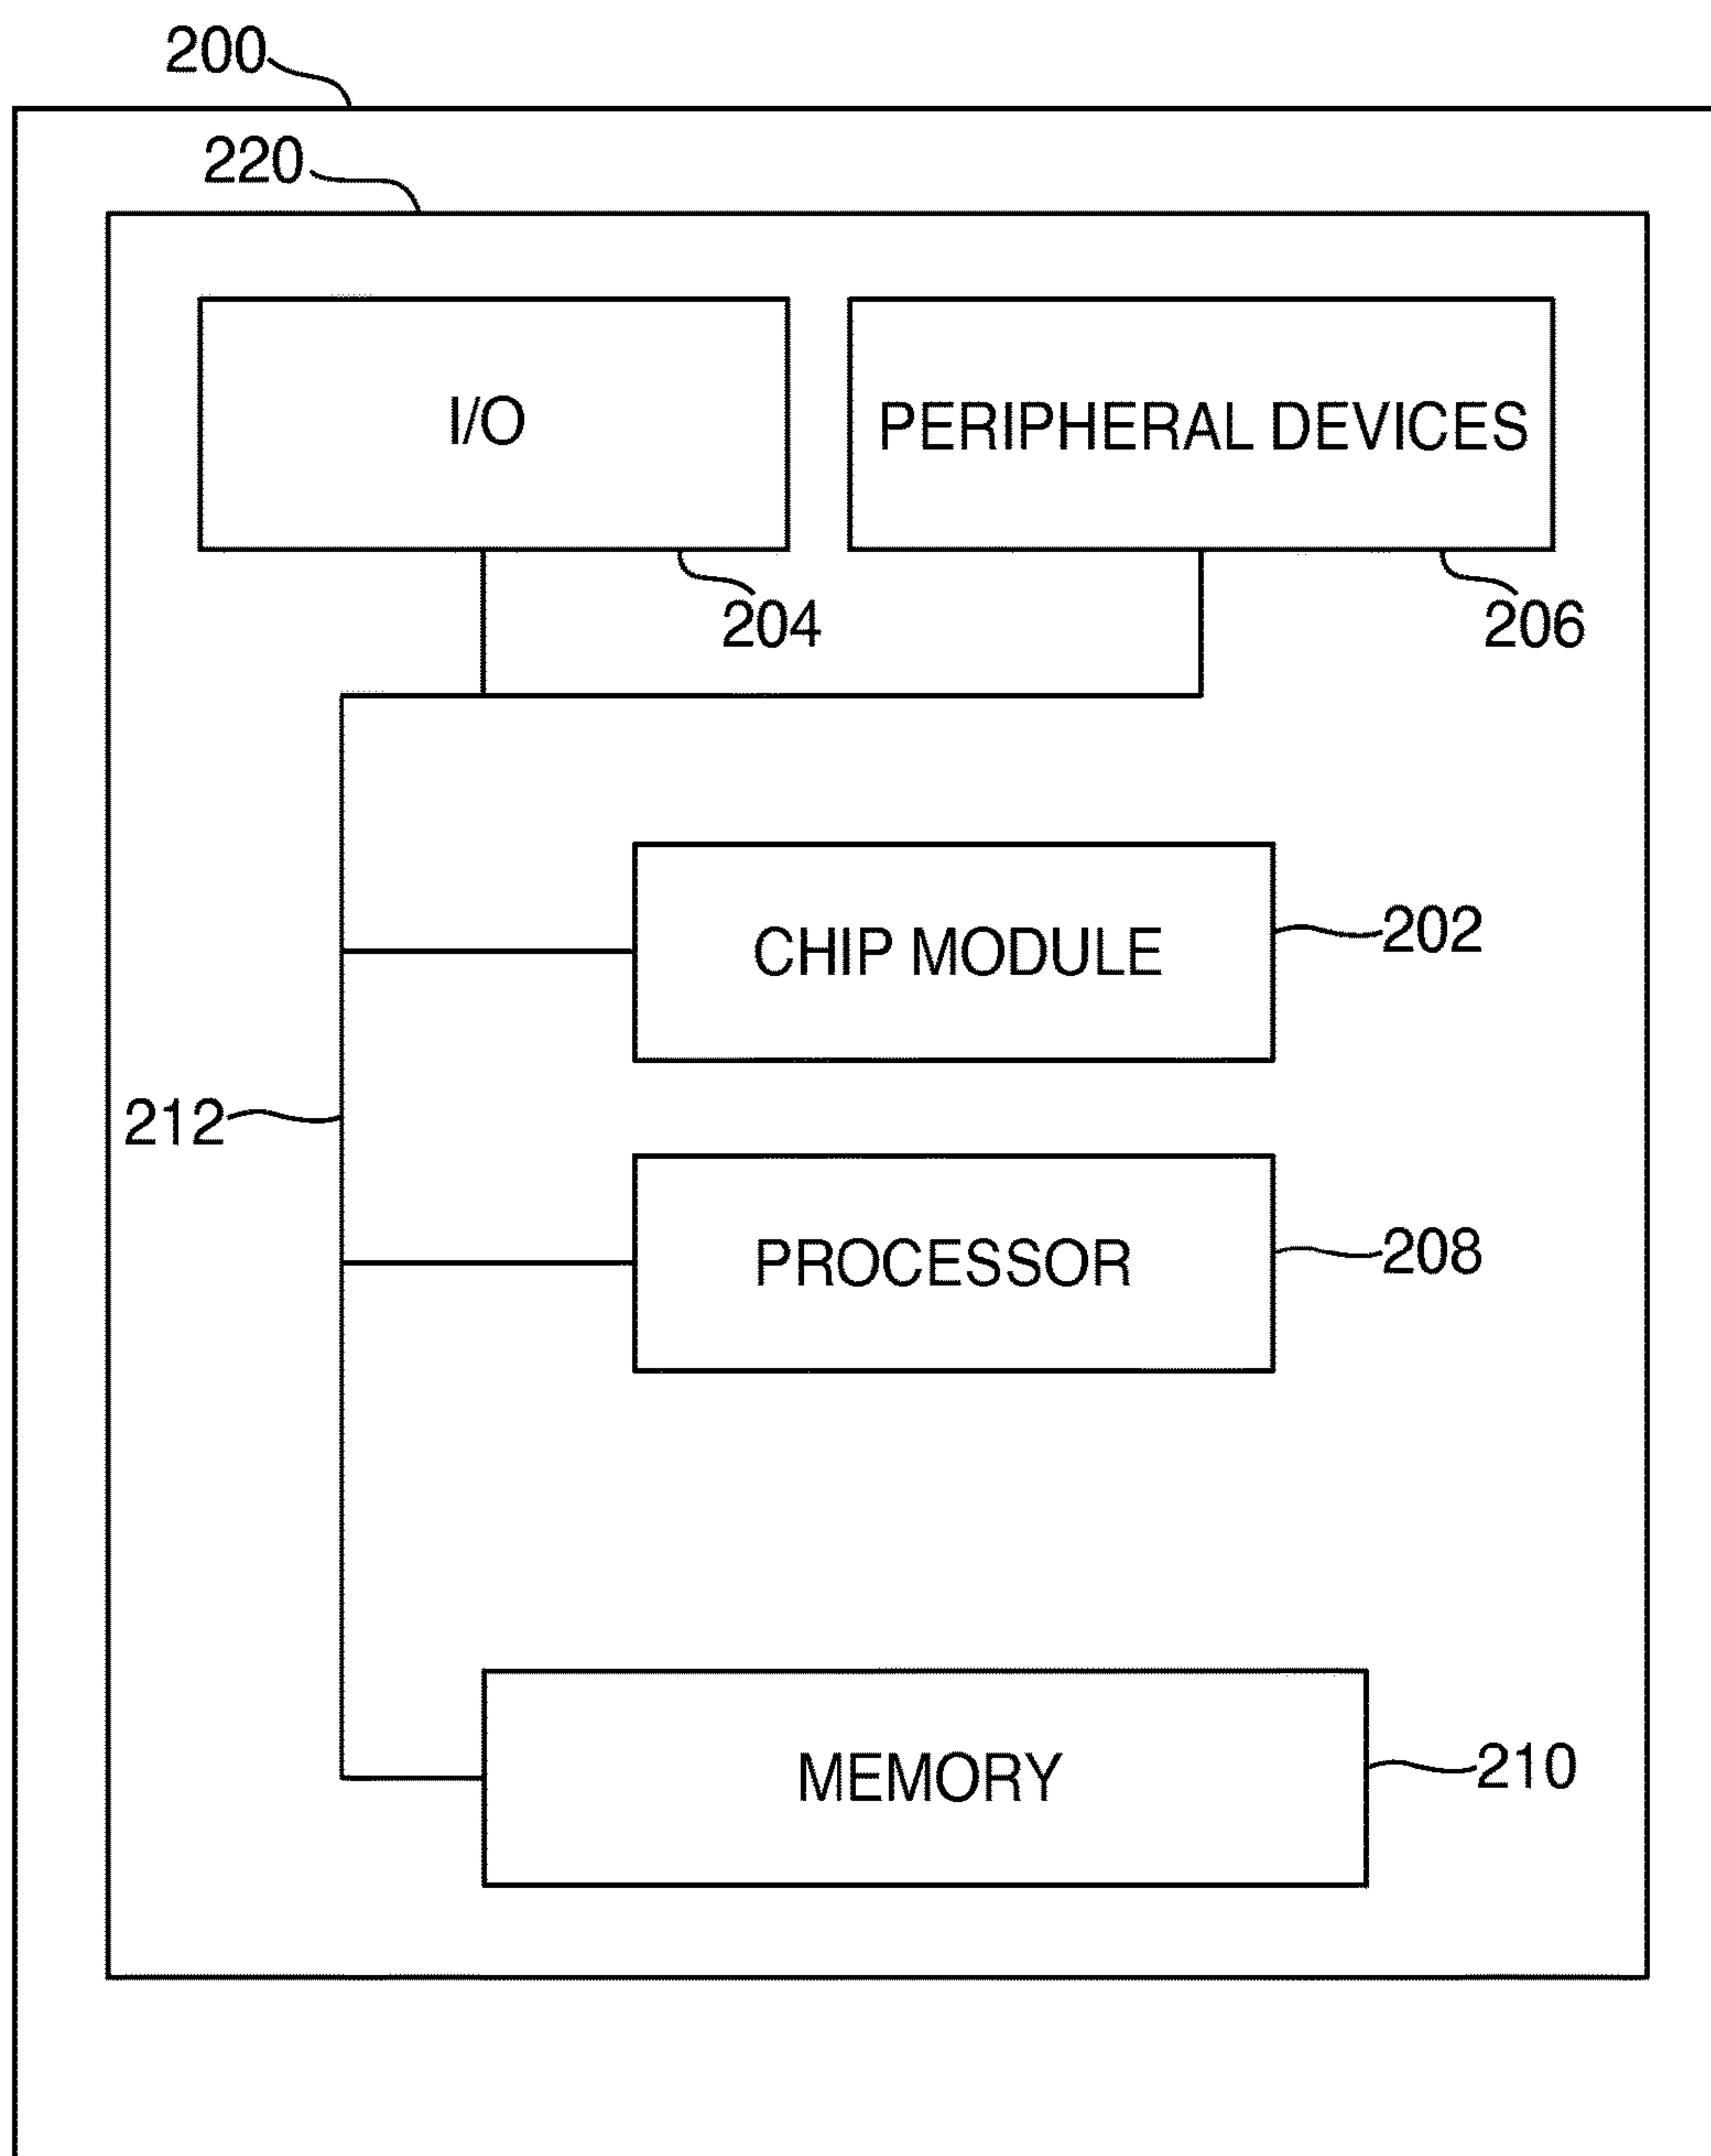 200
220
I/O
PERIPHERAL DEVICES
204
206
CHIP MODULE
202
212
PROCESSOR
208
MEMORY
210